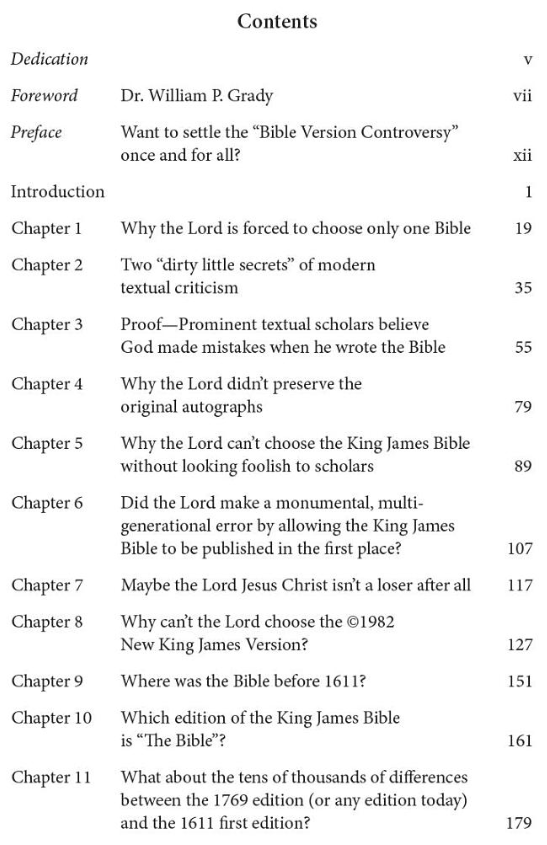 Contents
Dedication v
Foreword Dr. William P. Grady vii
Preface Want to settle the “Bible Version Controversy”
once and for all? xii
Introduction 1
Chapter 1 Why the Lord is forced to choose only one Bible 19
Chapter 2 Two “dirty little secrets” of modern
textual criticism 35
Chapter 3 Proof—Prominent textual scholars believe
God made mistakes when he wrote the Bible 55
Chapter 4 Why the Lord didn’t preserve the
original autographs 79
Chapter 5 Why the Lord can’t choose the King James Bible
without looking foolish to scholars 89
Chapter 6 Did the Lord make a monumental, multi-
generational error by allowing the King James
Bible to be published in the first place? 107
Chapter 7 Maybe the Lord Jesus Christ isn’t a loser after all 117
Chapter 8 Why can’t the Lord choose the ©1982
New King James Version? 127
Chapter 9 Where was the Bible before 1611? 151
Chapter 10 Which edition of the King James Bible
is “The Bible”? 161
Chapter 11 What about the tens of thousands of differences
between the 1769 edition (or any edition today)
and the 1611 first edition? 179